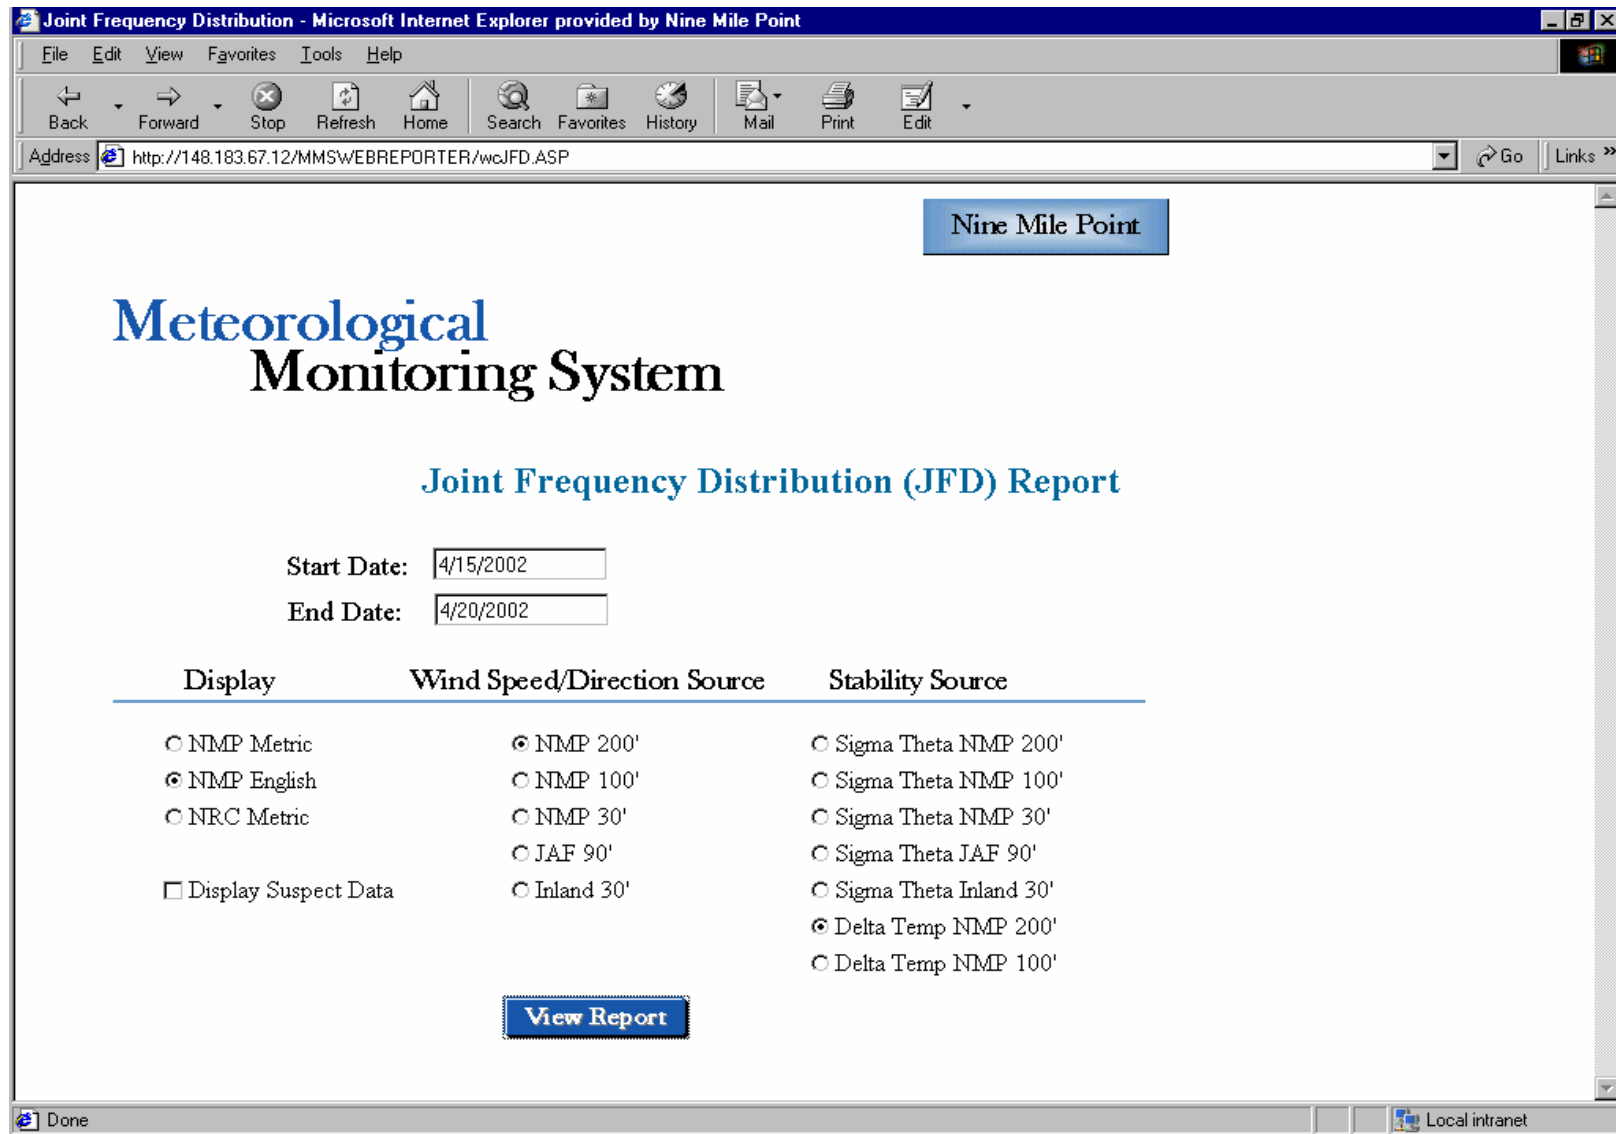 Joint Frequency Distribution - Microsoft Internet Explorer provided by Nine Mile Point
File Edit View Favorites Tools Help
Back Forward Stop Refresh Home Search Favorites History Mail Print Edit
Address http://148.183.67.12/MMSWEBREPORTER/wcJFD.ASP Go Links »
Nine Mile Point
Meteorological
Monitoring System
Joint Frequency Distribution (JFD) Report
Start Date: 4/15/2002
End Date: 4/20/2002
Display Wind Speed/Direction Source Stability Source
NMP Metric NMP 200' Sigma Theta NMP 200'
NMP English NMP 100' Sigma Theta NMP 100'
NRC Metric NMP 30' Sigma Theta NMP 30'
JAF 90' Sigma Theta JAF 90'
Display Suspect Data Inland 30' Sigma Theta Inland 30'
Delta Temp NMP 200'
Delta Temp NMP 100'
View Report
Done Local intranet